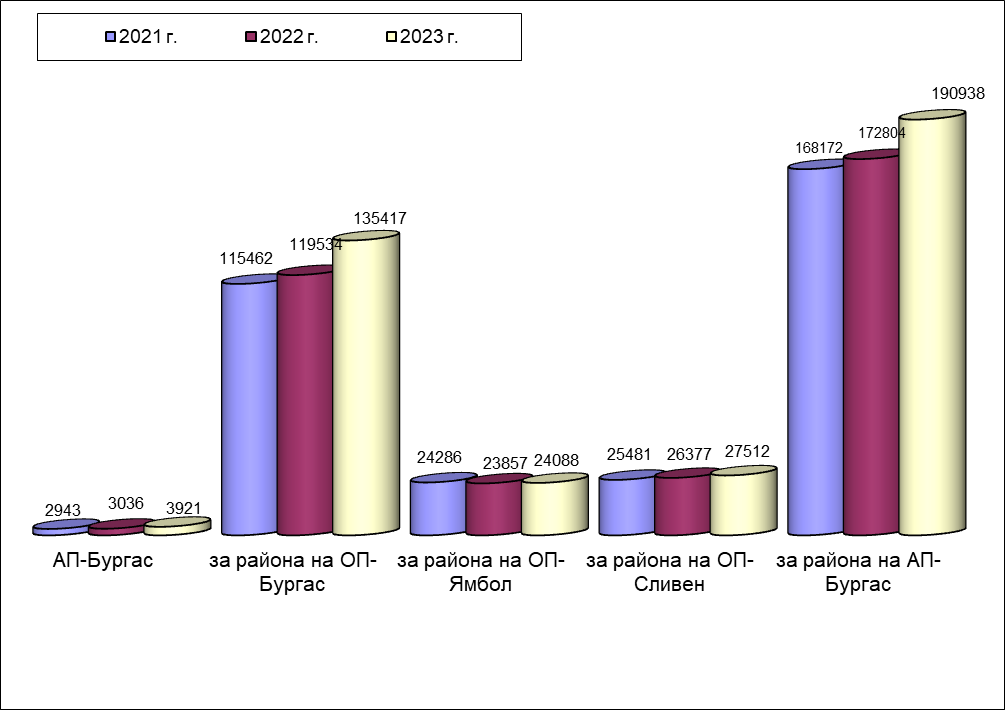 2021 г. 2022 г. 2023 г.
190938
172804
168172
135417
119534
115462
24286 23857 24088
25481 26377 27512
2943 3036 3921
АП-Бургас за района на ОП- за района на ОП- за района на ОП- за района на АП-
Бургас Ямбол Сливен Бургас